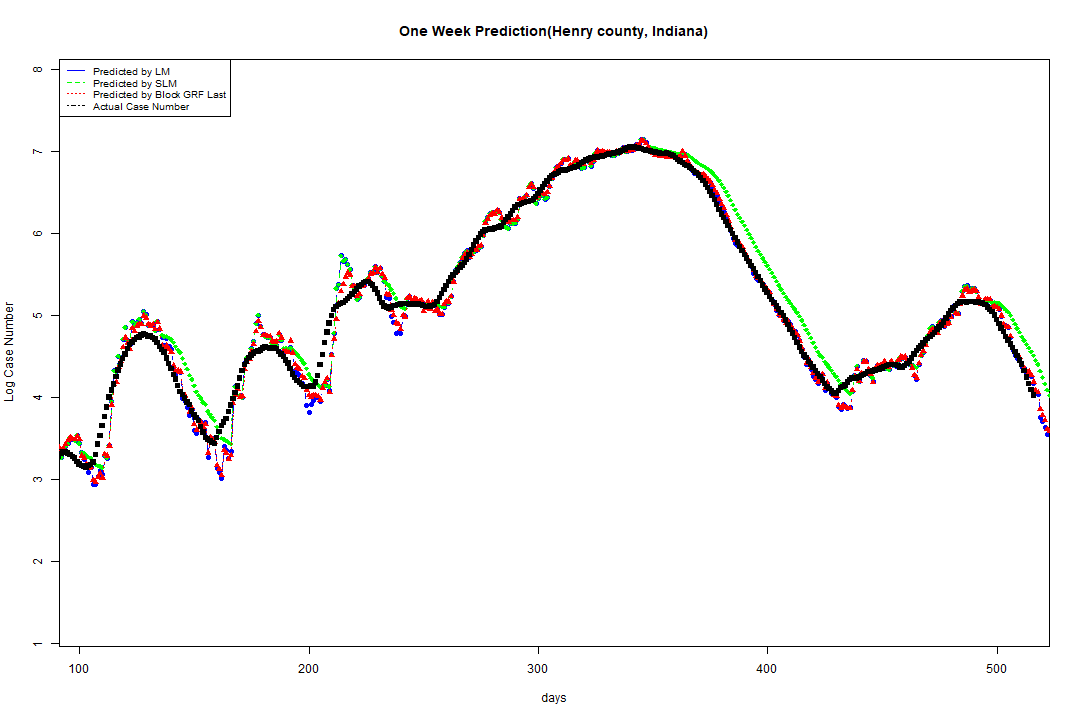 One Week Prediction(Henry county, Indiana)
Predicted by LM
Predicted by SLM
Predicted by Block GRF Last
Actual Case Number
8
7
6
5
4
3
2
1
Log Case Number
100 200 300 400 500
days